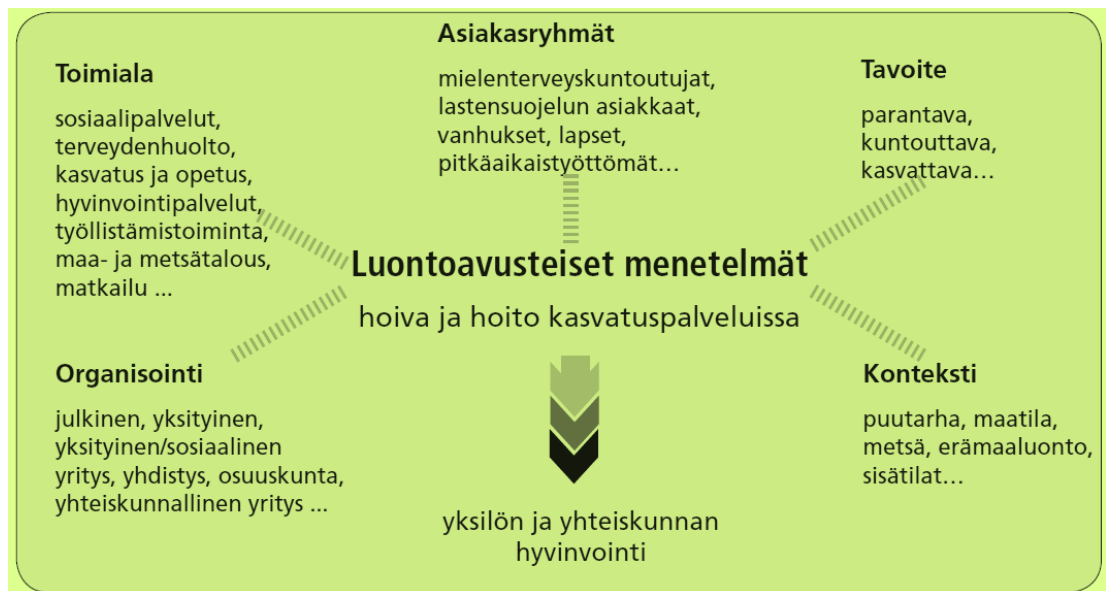 Toimiala
sosiaalipalvelut,
terveydenhuolto,
kasvatus ja opetus,
hyvinvointipalvelut,
työllistämistoiminta,
maa- ja metsätalous,
matkailu ...
Asiakasryhmät
mielenterveyskuntoutujat,
lastensuojelun asiakkaat,
vanhukset, lapset,
pitkäaikaistyöttömät...
Tavoite
parantava,
kuntouttava,
kasvattava...
Luontoavusteiset menetelmät
hoiva ja hoito kasvatuspalveluissa
Organisointi
julkinen, yksityinen,
yksityinen/sosiaalinen
yritys, yhdistys, osuuskunta,
yhteiskunnallinen yritys ...
yksilön ja yhteiskunnan
hyvinvointi
Konteksti
puutarha, maatila,
metsä, erämaaluonto,
sisätilat...